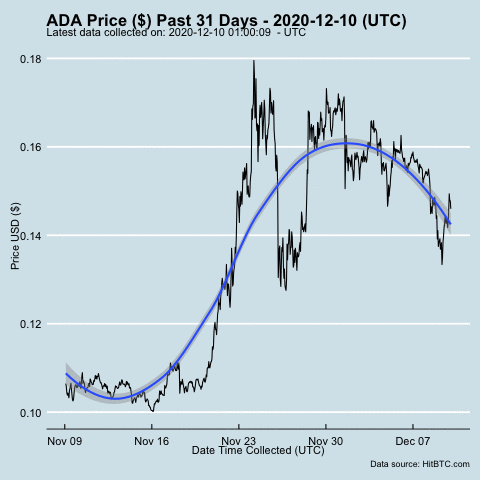 ADA Price ($) Past 31 Days - 2020-12-10 (UTC)
Latest data collected on: 2020-12-10 01:00:09 - UTC
0.18
0.16
0.14
0.12
0.10
Price USD ($)
Nov 09 Nov 16 Nov 23 Nov 30 Dec 07
Date Time Collected (UTC)
Data source: HitBTC.com